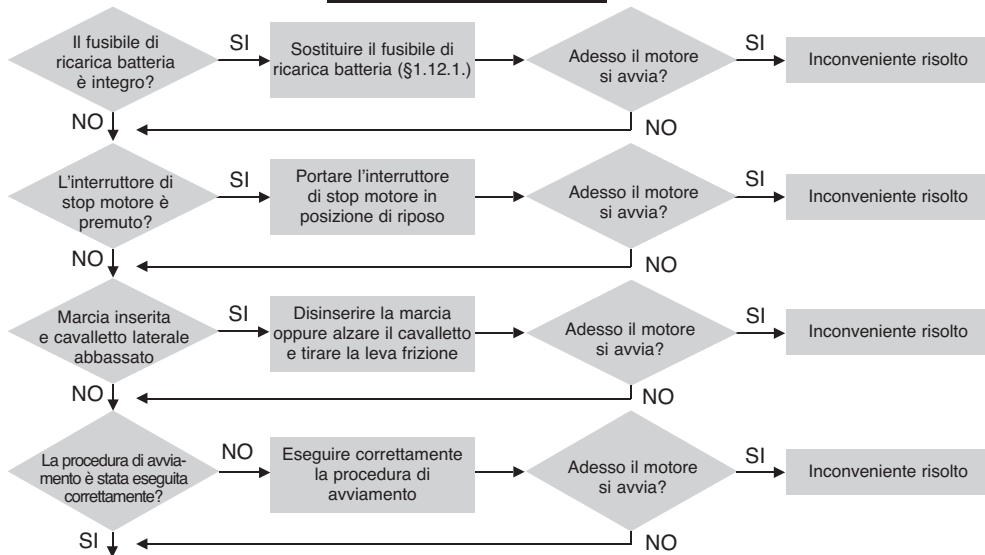 Il fusibile di
ricarica batteria
è integro?
SI
Sostituire il fusibile di
ricarica batteria (§1.12.1.)
Adesso il motore
si avvia?
SI
Inconveniente risolto
NO
NO
L'interruttore di
stop motore è
premuto?
SI
Portare l'interruttore
di stop motore in
posizione di riposo
Adesso il motore
si avvia?
SI
Inconveniente risolto
NO
NO
Marcia inserita
e cavalletto laterale
abbassato
SI
Disinserire la marcia
oppure alzare il cavalletto
e tirare la leva frizione
Adesso il motore
si avvia?
SI
Inconveniente risolto
NO
NO
La procedura di avvia-
mento è stata eseguita
correttamente?
NO
Eseguire correttamente
la procedura di
avviamento
Adesso il motore
si avvia?
SI
Inconveniente risolto
SI
NO